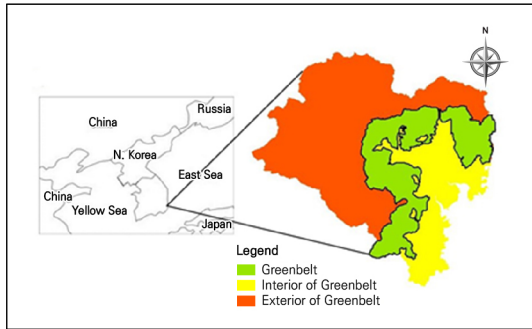 N
Russia
China
N. Korea
East Sea
China
Yellow Sea
Japan
Legend
Greenbelt
Interior of Greenbelt
Exterior of Greenbelt